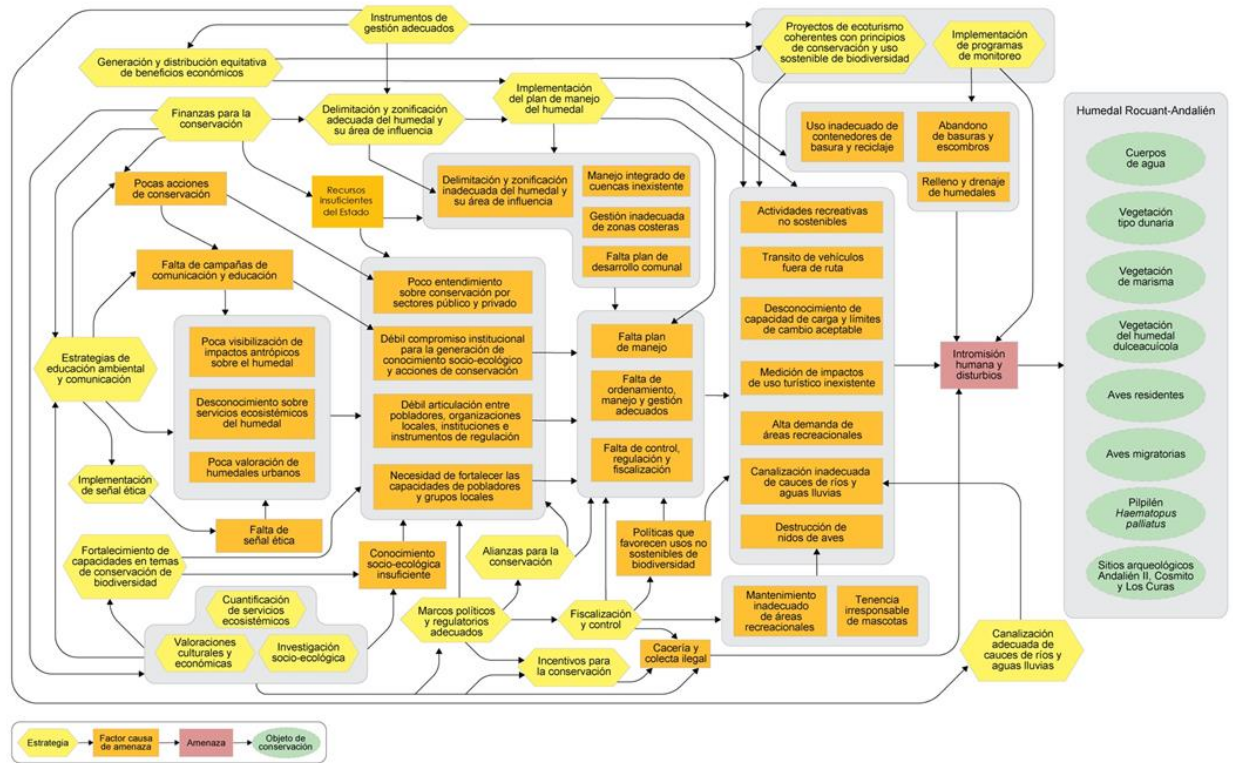 Instrumentos de
gestión adecuados
Generación y distribución equitativa
de beneficios económicos
Proyectos de ecoturismo
coherentes con principios
de conservación y uso
sostenible de biodiversidad
Implementación
de programas
de monitoreo
Finanzas para la
conservación
Delimitación y zonificación
adecuada del humedal y
su área de influencia
Implementación
del plan de manejo
del humedal
Uso inadecuado de
contenedores de
basura y reciclaje
Abandono
de basuras y
escombros
Relleno y drenaje
de humedales
Humedal Rocuant-Andalién
Cuerpos
de agua
Vegetación
tipo dunaria
Vegetación
de marisma
Vegetación
del humedal
dulceacuícola
Aves residentes
Aves migratorias
Pilpilén
Haematopus
palliatus
Sitios arqueológicos
Andalién II, Cosmito
y Los Curas
Pocas acciones
de conservación
Recursos
insuficientes
del Estado
Delimitación y zonificación
inadecuada del humedal y
su área de influencia
Manejo integrado de
cuencas inexistente
Gestión inadecuada
de zonas costeras
Falta plan de
desarrollo comunal
Falta de campañas de
comunicación y educación
Estrategias de
educación ambiental
y comunicación
Poca visibilización de
impactos antrópicos
sobre el humedal
Desconocimiento sobre
servicios ecosistémicos
del humedal
Poca valoración de
humedales urbanos
Poco entendimiento
sobre conservación por
sectores público y privado
Débil compromiso institucional
para la generación de
conocimiento socio-ecológico
y acciones de conservación
Débil articulación entre
pobladores, organizaciones
locales, instituciones e
instrumentos de regulación
Necesidad de fortalecer las
capacidades de pobladores
y grupos locales
Falta plan
de manejo
Falta de
ordenamiento,
manejo y gestión
adecuados
Falta de control,
regulación y
fiscalización
Actividades recreativas
no sostenibles
Transito de vehículos
fuera de ruta
Desconocimiento de
capacidad de carga y límites
de cambio aceptable
Medición de impactos
de uso turístico inexistente
Alta demanda de
áreas recreacionales
Canalización inadecuada
de cauces de ríos y
aguas lluvias
Destrucción de
nidos de aves
Intromisión
humana y
disturbios
Implementación
de señal ética
Falta de
señal ética
Fortalecimiento de
capacidades en temas
de conservación de
biodiversidad
Conocimiento
socio-ecológica
insuficiente
Alianzas para la
conservación
Políticas que
favorecen usos no
sostenibles de
biodiversidad
Cuantificación
de servicios
ecosistémicos
Valoraciones
culturales y
económicas
Investigación
socio-ecológica
Marcos políticos
y regulatorios
adecuados
Fiscalización
y control
Mantenimiento
inadecuado
de áreas
recreacionales
Tenencia
irresponsable
de mascotas
Incentivos para
la conservación
Cacería y
colecta ilegal
Canalización
adecuada de
cauces de ríos y
aguas lluvias
Estrategia
Factor causa
de amenaza
Amenaza
Objeto de
conservación